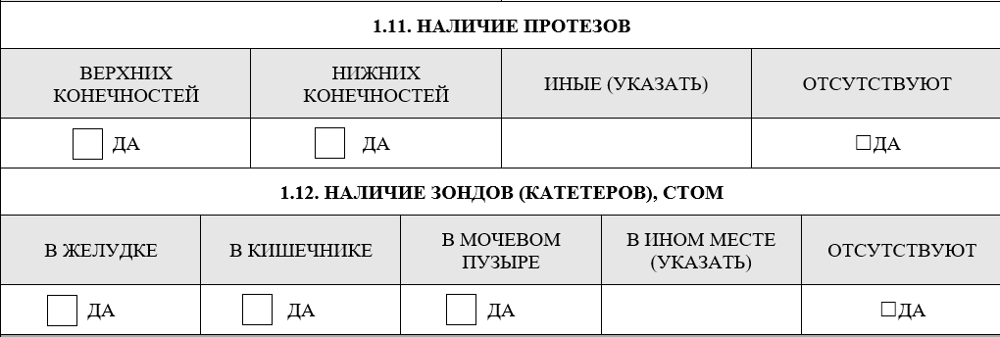 1.11. НАЛИЧИЕ ПРОТЕЗОВ
ВЕРХНИХ
КОНЕЧНОСТЕЙ
НИЖНИХ
КОНЕЧНОСТЕЙ
ИНЫЕ (УКАЗАТЬ)
ОТСУТСТВУЮТ
ДА
ДА
☐ДА
1.12. НАЛИЧИЕ ЗОНДОВ (КАТЕТЕРОВ), СТОМ
В ЖЕЛУДКЕ
В КИШЕЧНИКЕ
В МОЧЕВОМ
ПУЗЫРЕ
В ИНОМ МЕСТЕ
(УКАЗАТЬ)
ОТСУТСТВУЮТ
ДА
ДА
ДА
☐ДА